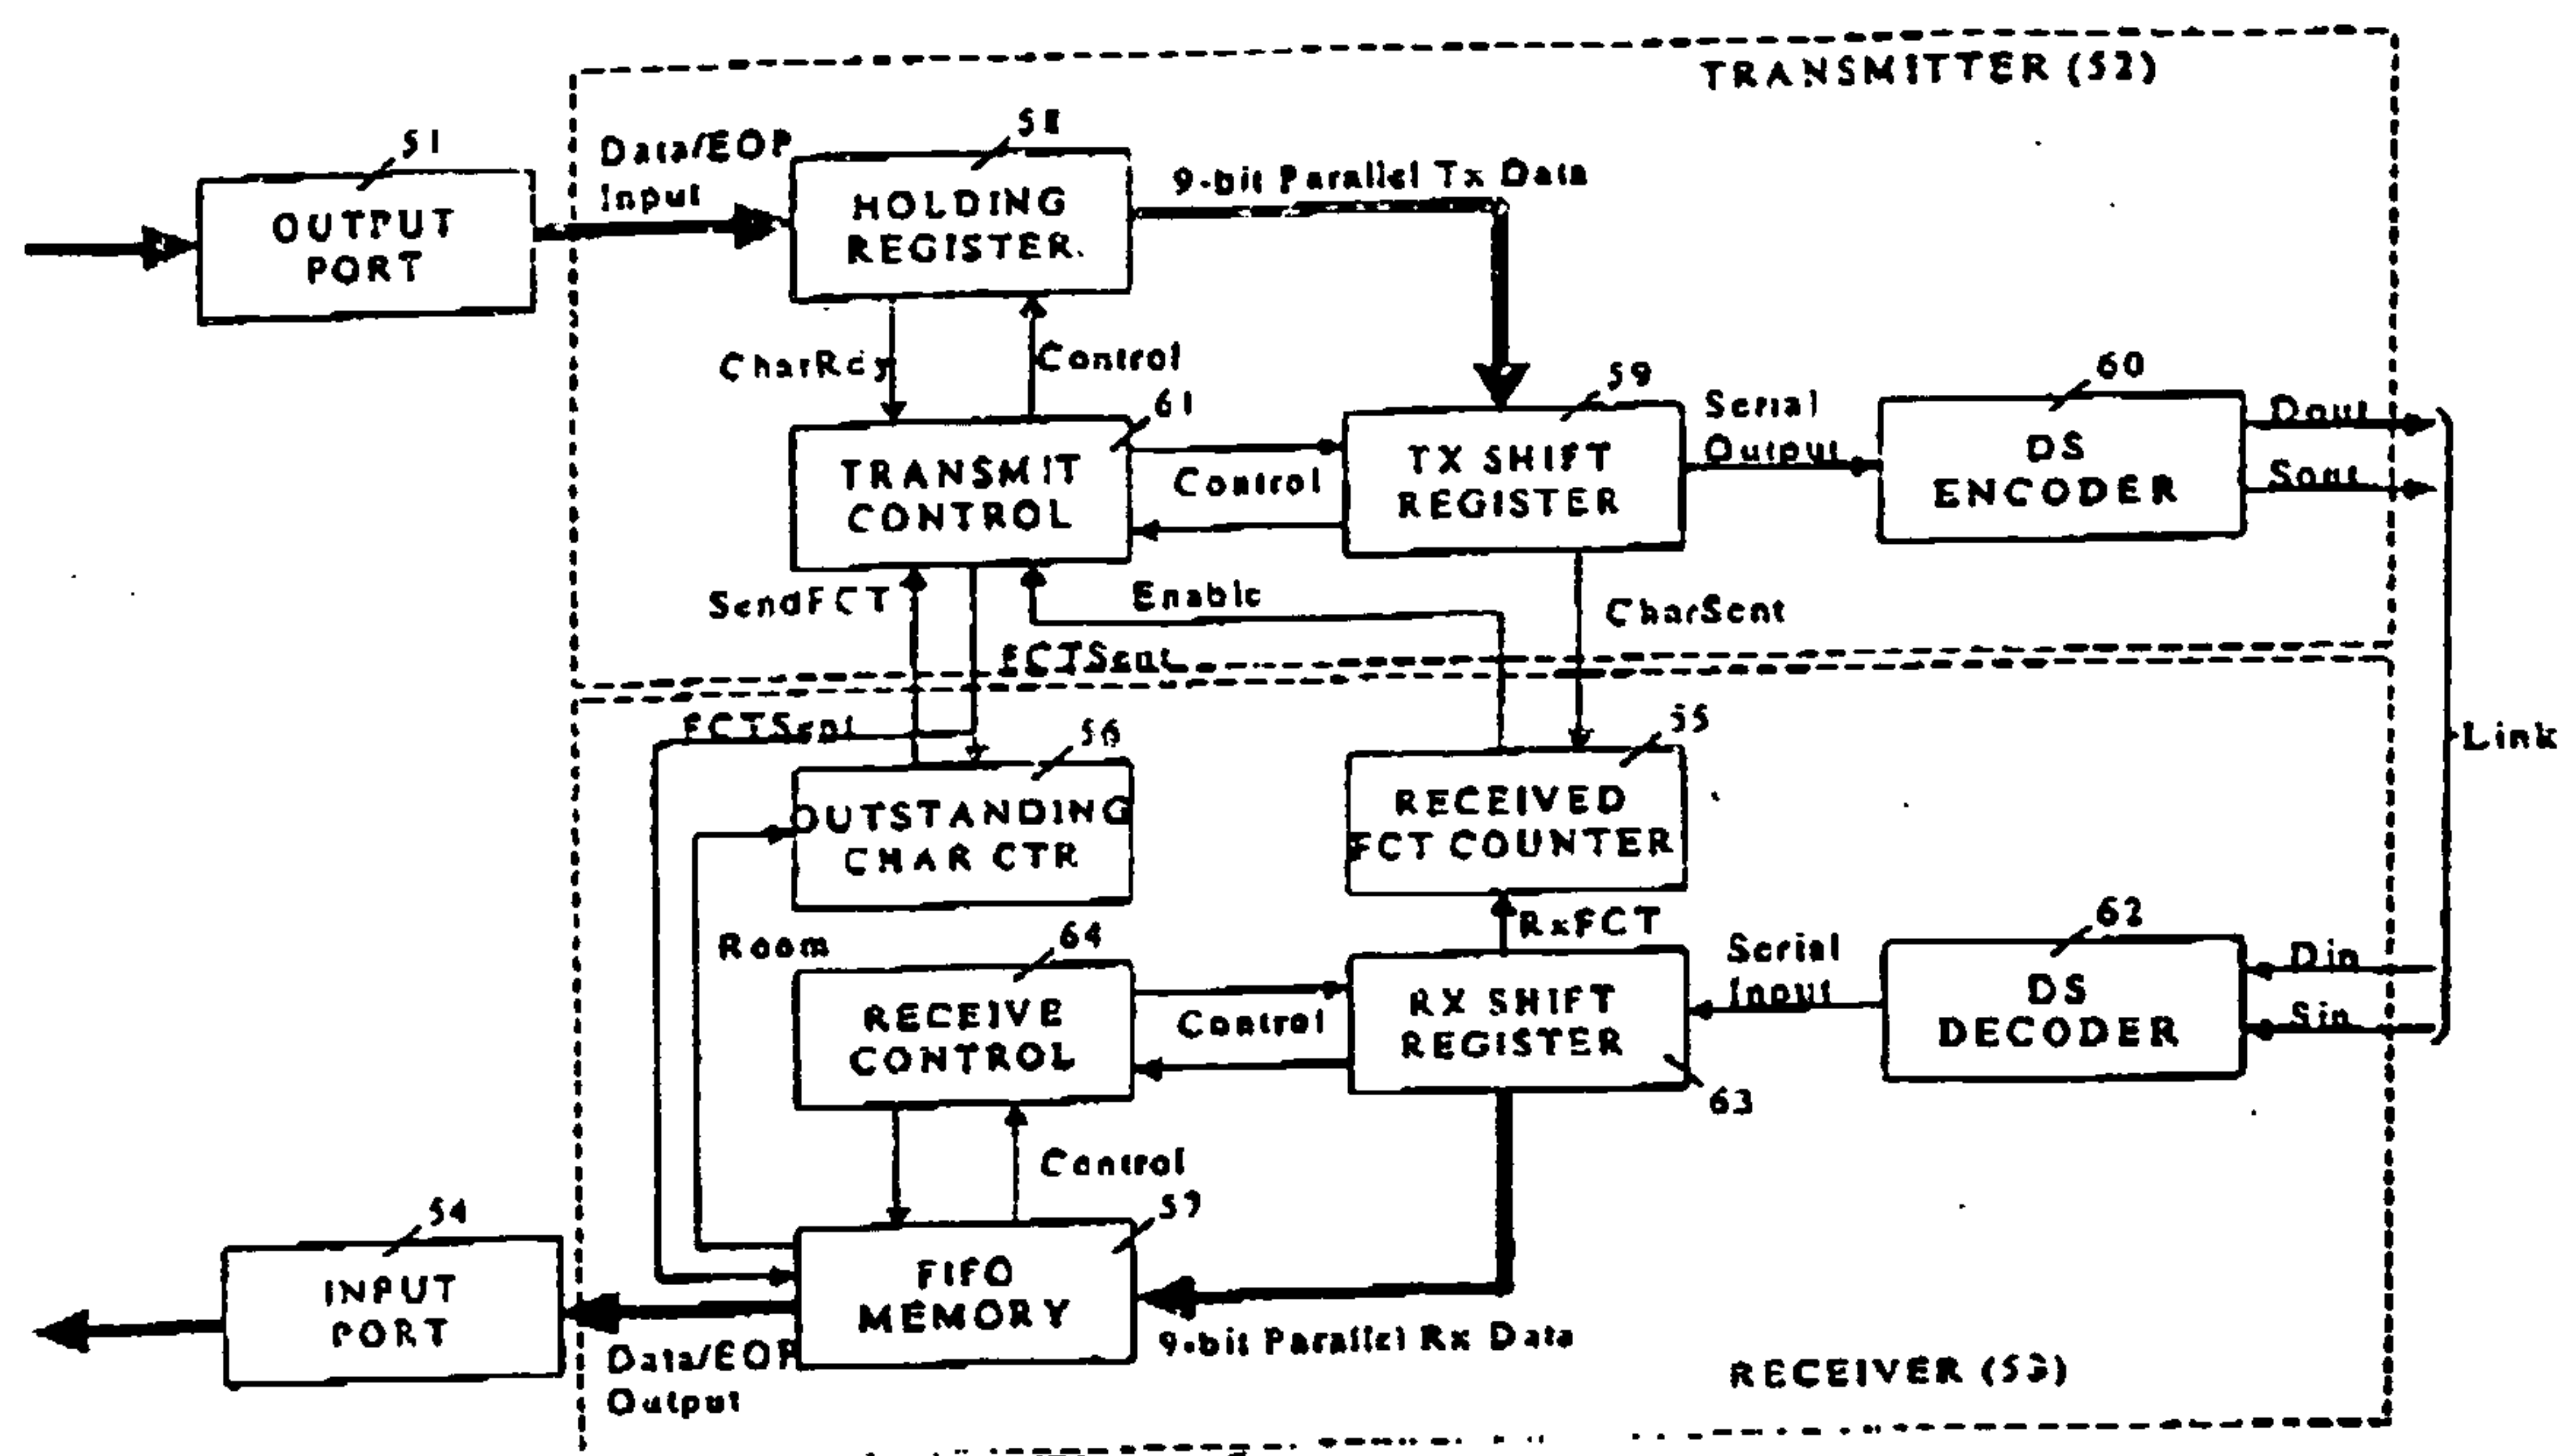 TRANSMITTER (52)
51
OUTPUT
PORT
Data/EOP
Input
58
HOLDING
REGISTER.
9-bit Parallel Tx Data
CharRdy
Control
61
TRANSMIT
CONTROL
Control
59
TX SHIFT
REGISTER
Serial
Output
60
DS
ENCODER
Dout
Sout
SendFCT
Enable
CharSent
FCTSent
FCTSent
56
OUTSTANDING
CHAR CTR
55
RECEIVED
FCT COUNTER
Link
Room
64
RECEIVE
CONTROL
Control
RxFCT
RX SHIFT
REGISTER
63
Serial
Input
62
DS
DECODER
Din
Sin
Control
57
FIFO
MEMORY
54
INPUT
PORT
Data/EOP
Output
9-bit Parallel Rx Data
RECEIVER (53)